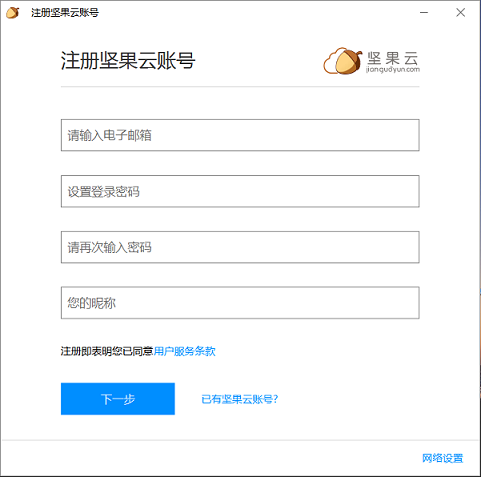 注册坚果云账号
注册坚果云账号
坚果云
jianguoyun.com
请输入电子邮箱
设置登录密码
请再次输入密码
您的昵称
注册即表明您已同意用户服务条款
下一步
已有坚果云账号?
网络设置